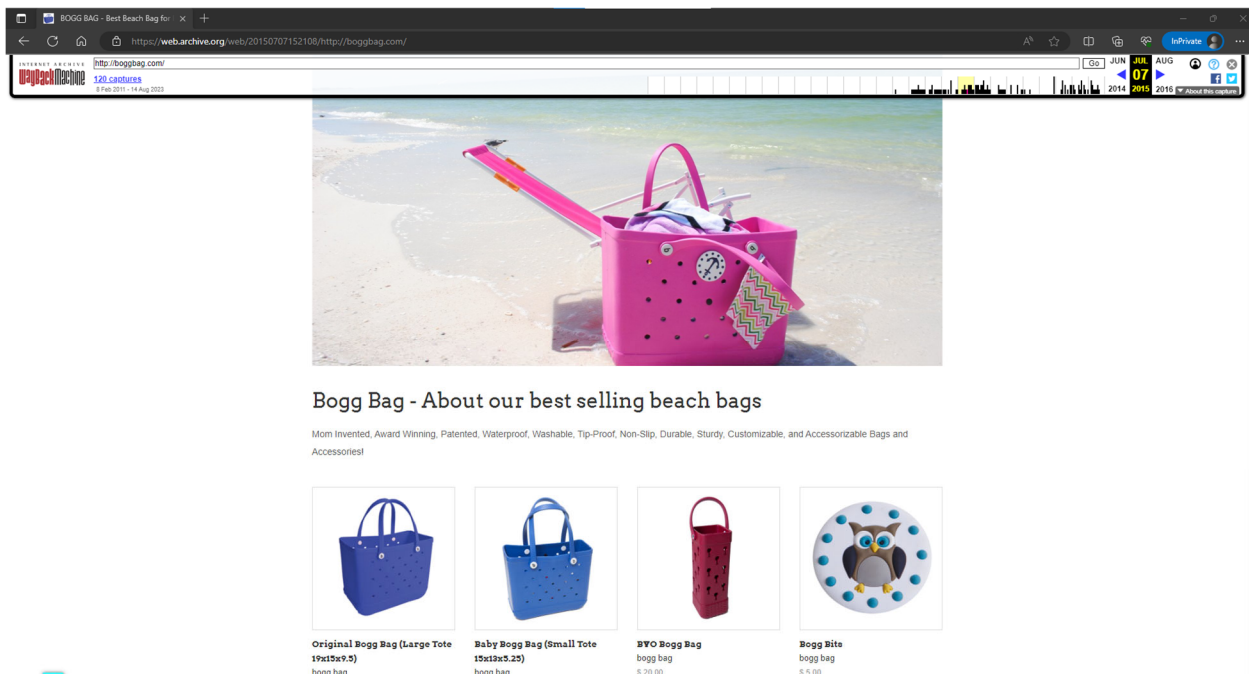 BOGG BAG - Best Beach Bag for
https://web.archive.org/web/20150707152108/http://boggbag.com/
InPrivate
INTERNET ARCHIVE
WayBackMachine
http://boggbag.com/
Go
JUN JUL AUG
120 captures
07
8 Feb 2011 - 14 Aug 2023
2014 2015 2016
About this capture
Bogg Bag - About our best selling beach bags
Mom Invented, Award Winning, Patented, Waterproof, Washable, Tip-Proof, Non-Slip, Durable, Sturdy, Customizable, and Accessorizable Bags and
Accessories!
Original Bogg Bag (Large Tote
19x15x9.5)
bogg bag
Baby Bogg Bag (Small Tote
15x13x5.25)
bogg bag
BYO Bogg Bag
bogg bag
$ 20.00
Bogg Bits
bogg bag
$ 5.00